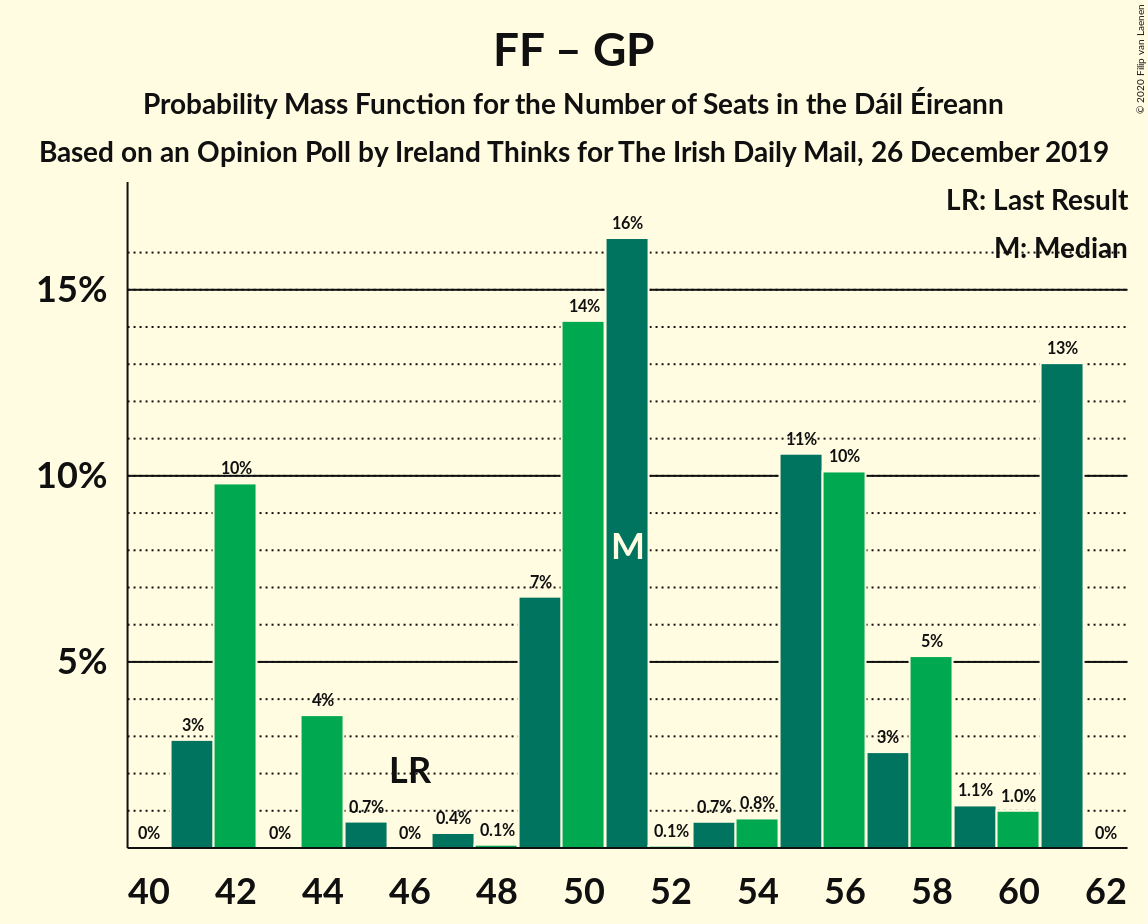 FF – GP
Probability Mass Function for the Number of Seats in the Dáil Éireann
Based on an Opinion Poll by Ireland Thinks for The Irish Daily Mail, 26 December 2019
© 2020 Filip van Laenen
LR: Last Result
M: Median
15%
10%
5%
0%
3%
10%
0%
4%
0.7%
0%
LR
0.4%
0.1%
7%
14%
16%
M
0.1%
0.7%
0.8%
11%
10%
3%
5%
1.1%
1.0%
13%
0%
40 42 44 46 48 50 52 54 56 58 60 62